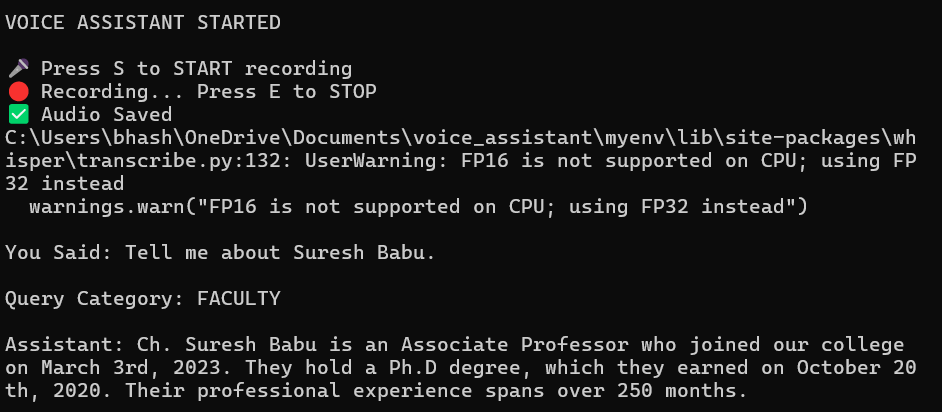 VOICE ASSISTANT STARTED
🎤 Press S to START recording
🔴 Recording... Press E to STOP
✅ Audio Saved
C:\Users\bhash\OneDrive\Documents\voice_assistant\myenv\lib\site-packages\wh
isper\transcribe.py:132: UserWarning: FP16 is not supported on CPU; using FP
32 instead
  warnings.warn("FP16 is not supported on CPU; using FP32 instead")
You Said: Tell me about Suresh Babu.
Query Category: FACULTY
Assistant: Ch. Suresh Babu is an Associate Professor who joined our college
on March 3rd, 2023. They hold a Ph.D degree, which they earned on October 20
th, 2020. Their professional experience spans over 250 months.